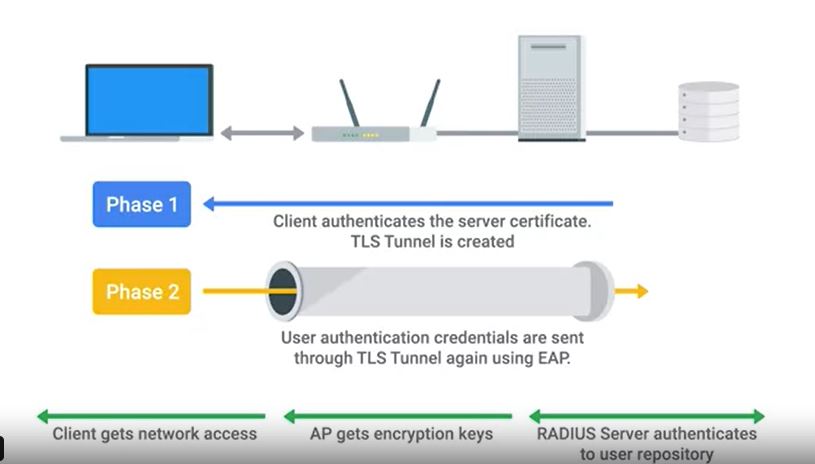 Phase 1
Client authenticates the server certificate.
TLS Tunnel is created
Phase 2
User authentication credentials are sent
through TLS Tunnel again using EAP.
Client gets network access
AP gets encryption keys
RADIUS Server authenticates
to user repository